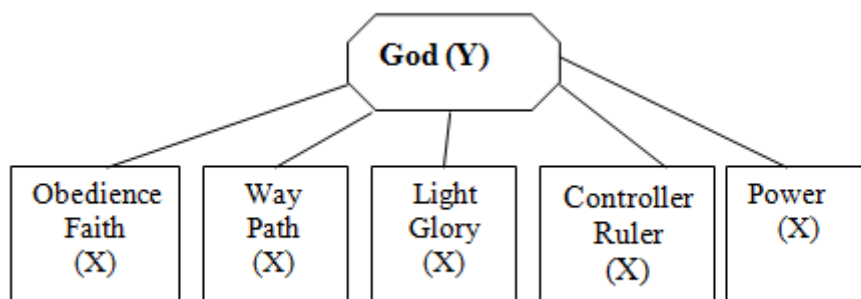 God (Y)
Obedience
Faith
(X)
Way
Path
(X)
Light
Glory
(X)
Controller
Ruler
(X)
Power
(X)